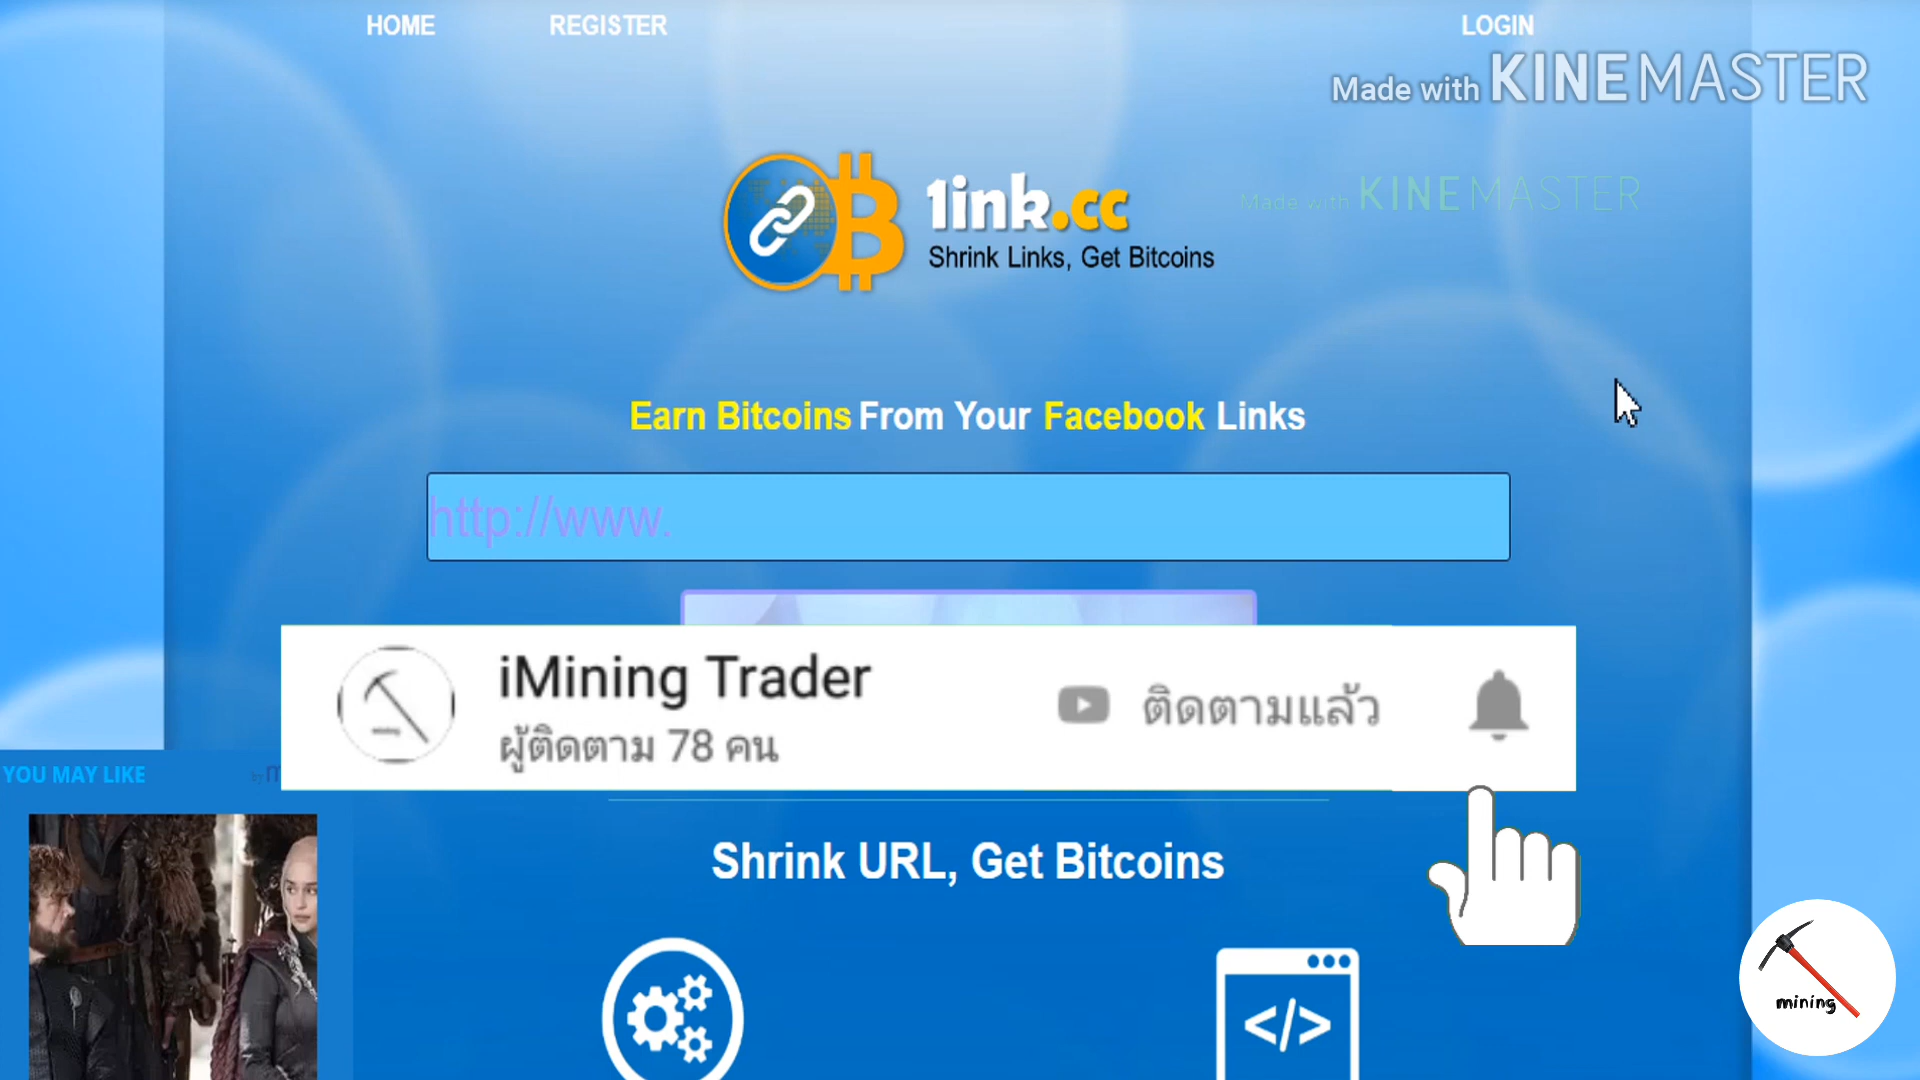 HOME REGISTER LOGIN
Made with KINEMASTER
Made with KINEMASTER
1ink.cc
Shrink Links, Get Bitcoins
Earn Bitcoins From Your Facebook Links
http://www.
iMining Trader
ผู้ติดตาม 78 คน
ติดตามแล้ว
YOU MAY LIKE
by
Shrink URL, Get Bitcoins
</>
mining